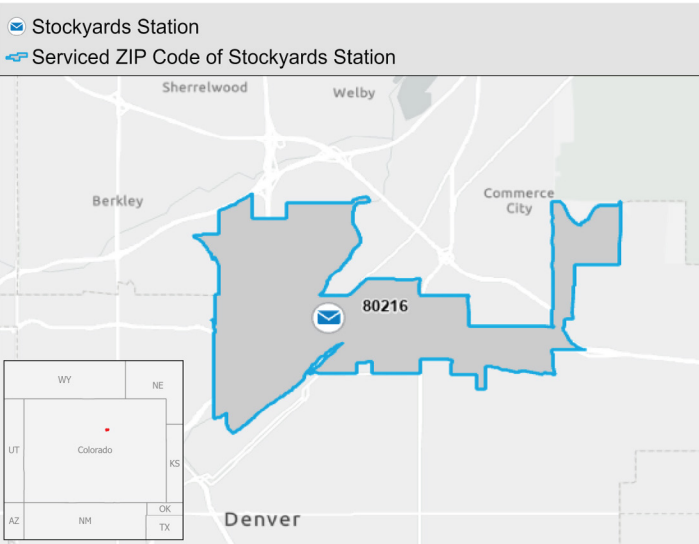 Stockyards Station
Serviced ZIP Code of Stockyards Station
Sherrelwood
Welby
Berkley
Commerce
City
80216
WY
NE
UT
Colorado
KS
OK
AZ
NM
TX
Denver